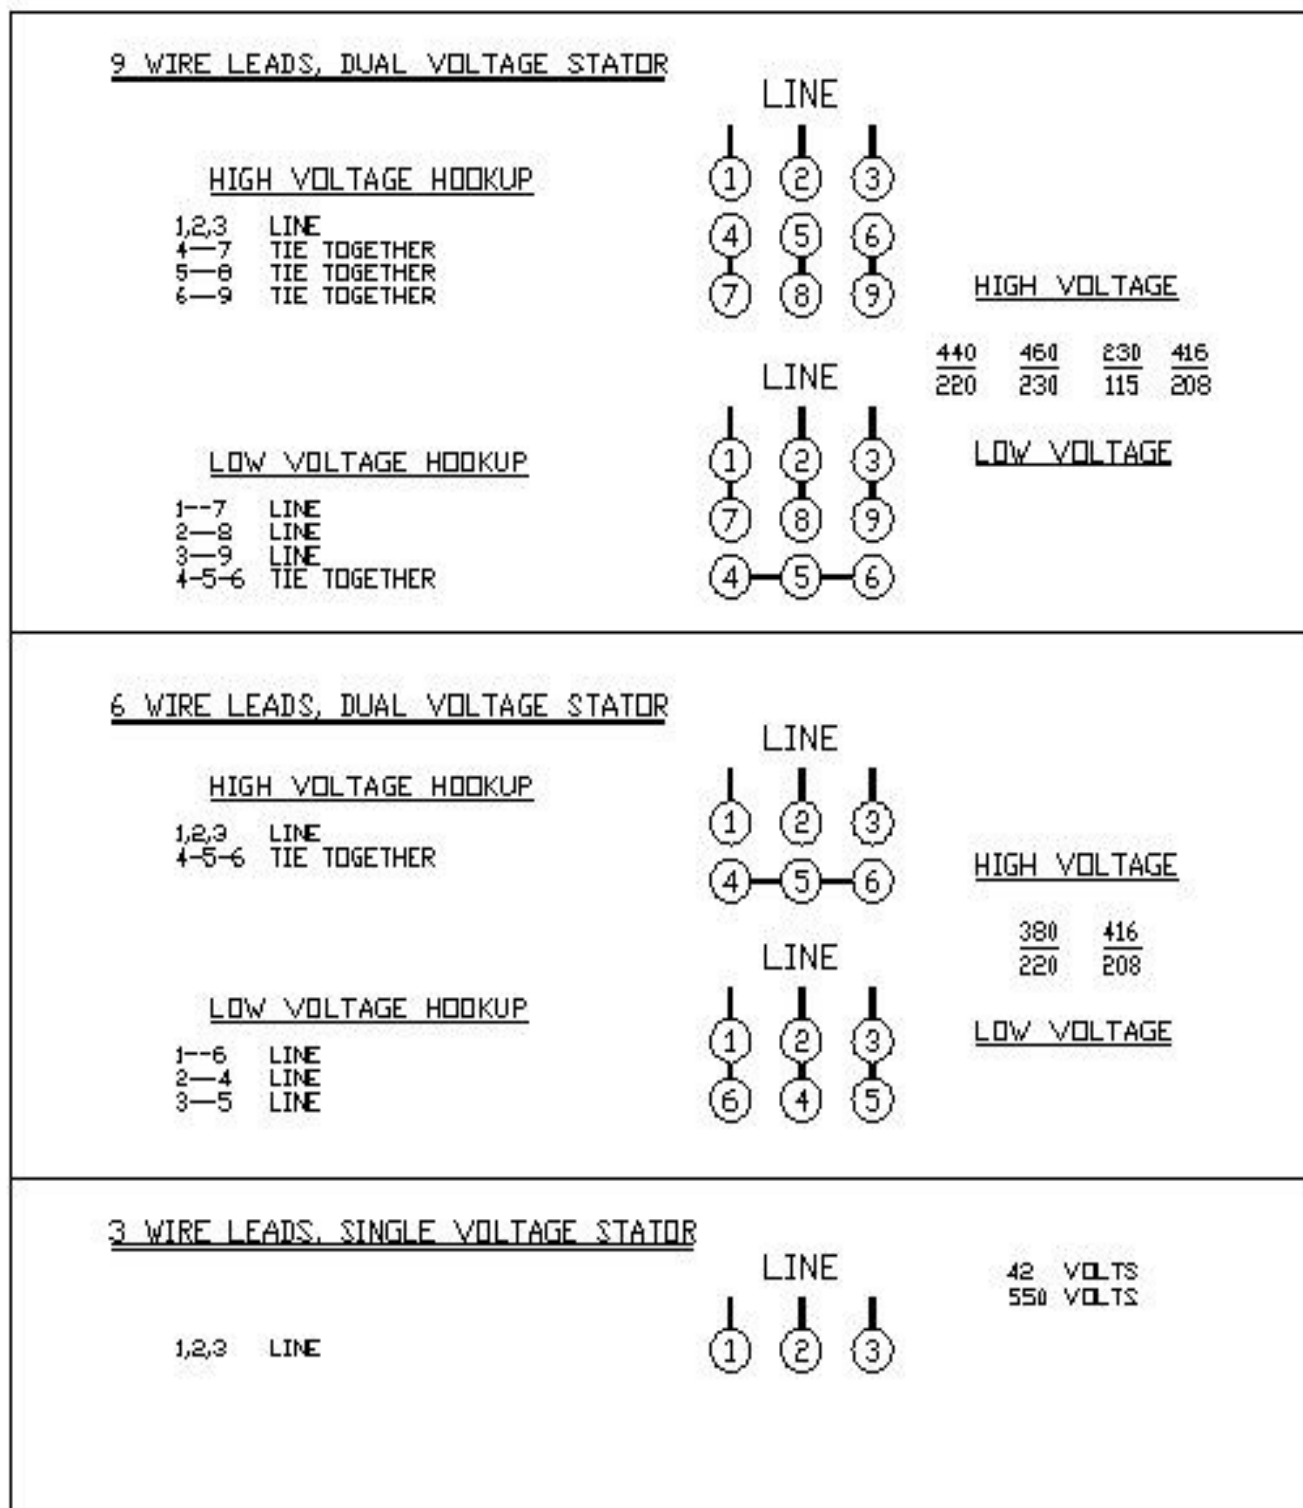 9 WIRE LEADS, DUAL VOLTAGE STATOR
HIGH VOLTAGE HOOKUP
1,2,3 LINE
4--7 TIE TOGETHER
5--8 TIE TOGETHER
6--9 TIE TOGETHER
LINE
1 2 3
4 5 6
7 8 9
HIGH VOLTAGE
440 460 230 416
220 230 115 208
LOW VOLTAGE
LOW VOLTAGE HOOKUP
1--7 LINE
2--8 LINE
3--9 LINE
4-5-6 TIE TOGETHER
LINE
1 2 3
7 8 9
4 5 6
6 WIRE LEADS, DUAL VOLTAGE STATOR
HIGH VOLTAGE HOOKUP
1,2,3 LINE
4-5-6 TIE TOGETHER
LINE
1 2 3
4 5 6
HIGH VOLTAGE
380 416
220 208
LOW VOLTAGE
LOW VOLTAGE HOOKUP
1--6 LINE
2--4 LINE
3--5 LINE
LINE
1 2 3
6 4 5
3 WIRE LEADS, SINGLE VOLTAGE STATOR
1,2,3 LINE
LINE
1 2 3
42 VOLTS
550 VOLTS